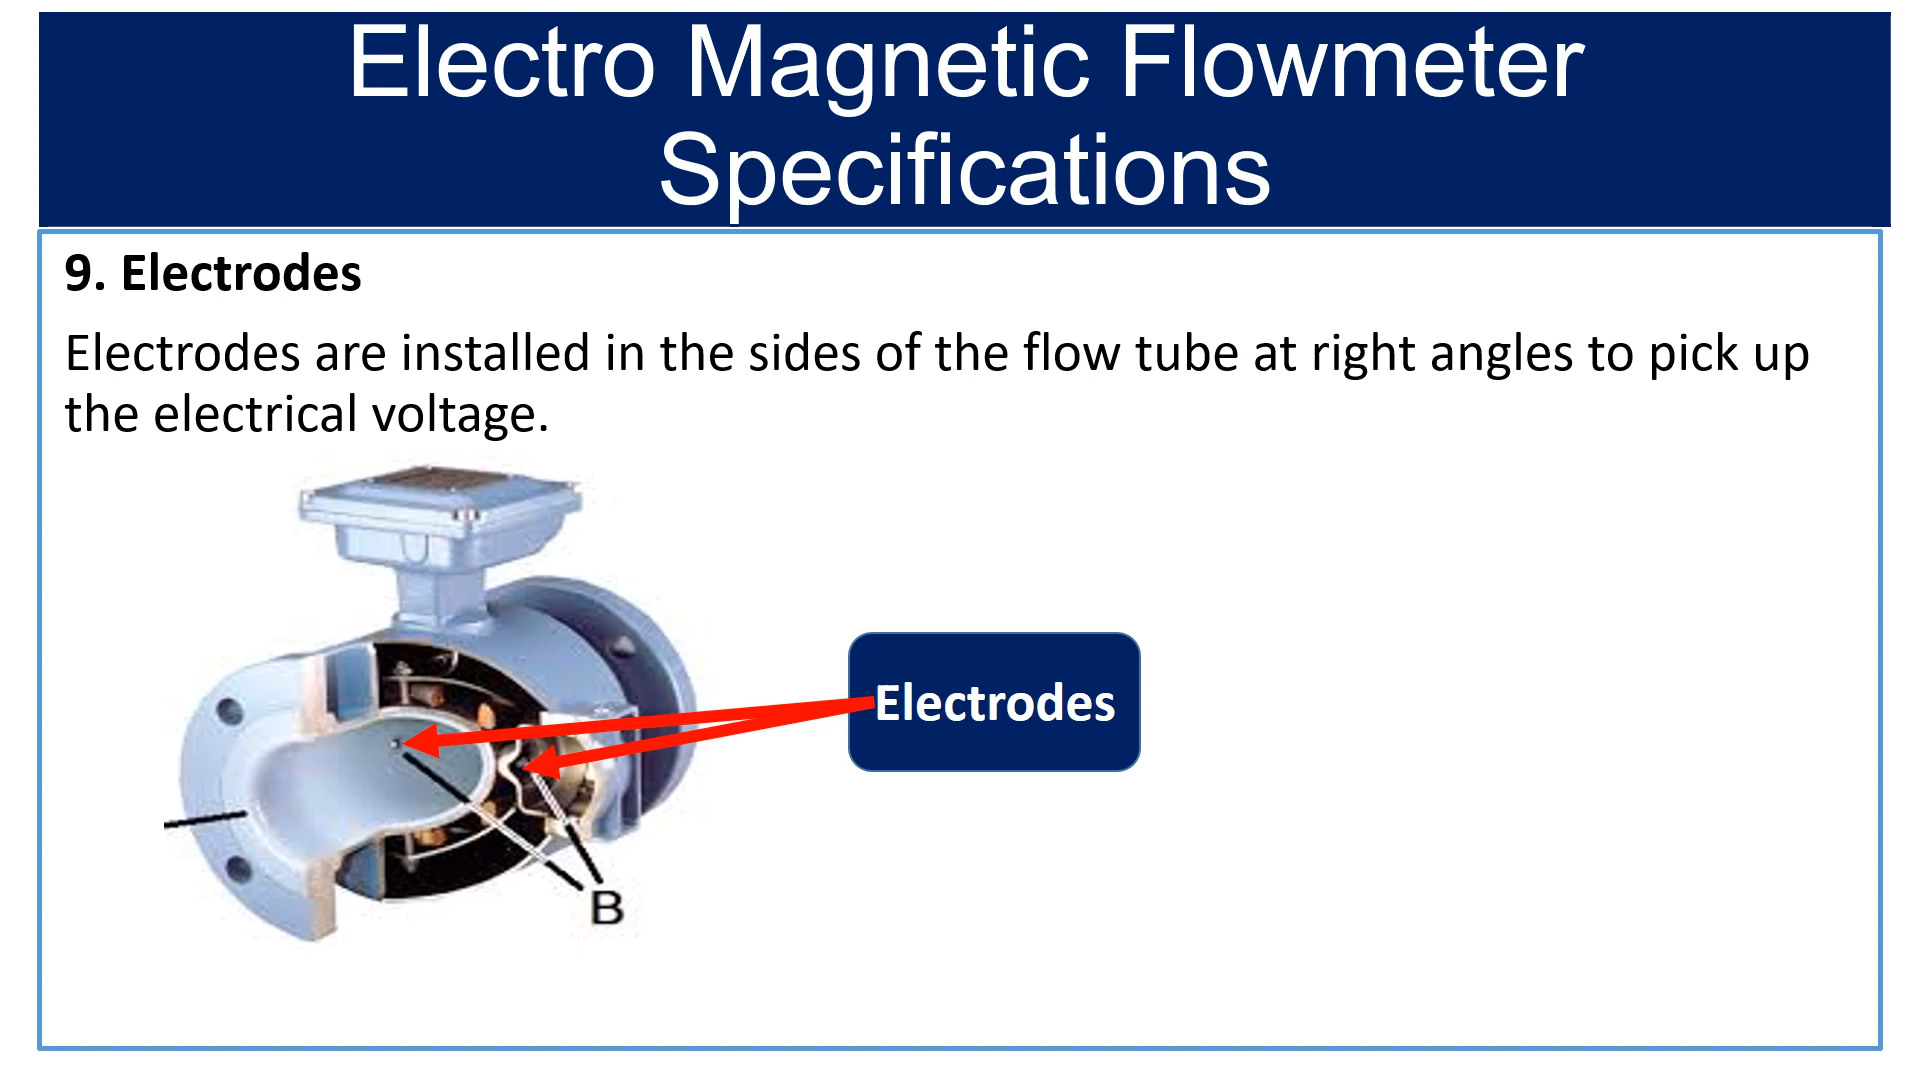 Electro Magnetic Flowmeter
Specifications
9. Electrodes
Electrodes are installed in the sides of the flow tube at right angles to pick up
the electrical voltage.
Electrodes
B